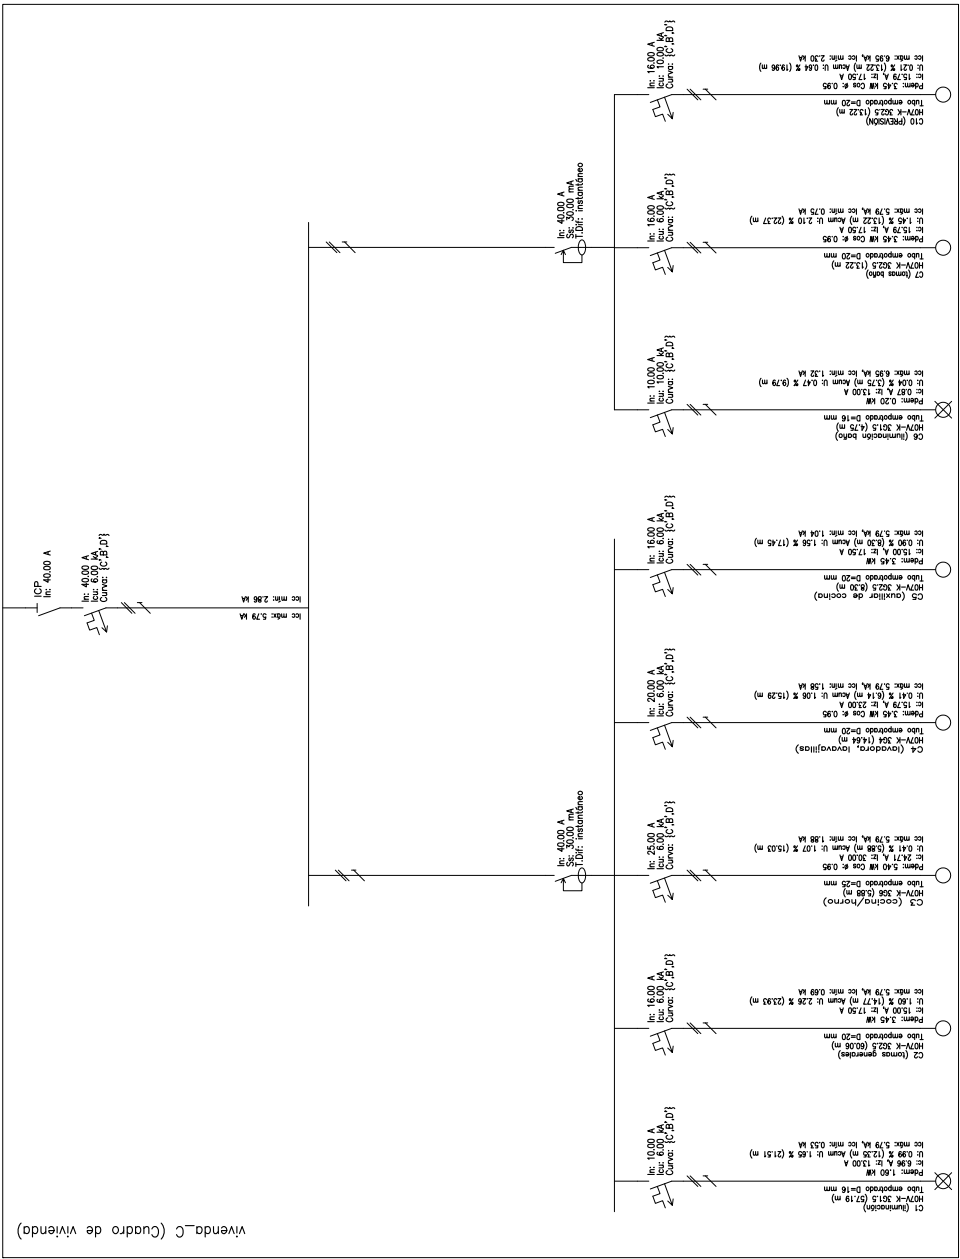 ICP
In: 40.00 A
In: 40.00 A
Icu: 6.00 kA
Curva: {C',B',D'}
Icc mín: 2.86 kA
Icc máx: 5.79 kA
In: 40.00 A
Ss: 30.00 mA
T.Dif: instantáneo
In: 16.00 A
Icu: 10.00 kA
Curva: {C',B',D'}
C10 (PREVISIÓN)
H07V-K 3G2.5 (13.22 m)
Tubo empotrado D=20 mm
Pdem: 3.45 kW Cos ø: 0.95
Ic: 15.79 A, Iz: 17.50 A
U: 0.21 % (13.22 m) Acum U: 0.64 % (19.96 m)
Icc máx: 6.95 kA, Icc mín: 2.30 kA
In: 16.00 A
Icu: 6.00 kA
Curva: {C',B',D'}
C7 (tomas baño)
H07V-K 3G2.5 (13.22 m)
Tubo empotrado D=20 mm
Pdem: 3.45 kW Cos ø: 0.95
Ic: 15.79 A, Iz: 17.50 A
U: 1.45 % (13.22 m) Acum U: 2.10 % (22.37 m)
Icc máx: 5.79 kA, Icc mín: 0.75 kA
In: 10.00 A
Icu: 10.00 kA
Curva: {C',B',D'}
C6 (iluminación baño)
H07V-K 3G1.5 (4.75 m)
Tubo empotrado D=16 mm
Pdem: 0.20 kW
Ic: 0.87 A, Iz: 13.00 A
U: 0.04 % (3.75 m) Acum U: 0.47 % (9.79 m)
Icc máx: 6.95 kA, Icc mín: 1.32 kA
In: 40.00 A
Ss: 30.00 mA
T.Dif: instantáneo
In: 16.00 A
Icu: 6.00 kA
Curva: {C',B',D'}
C5 (auxiliar de cocina)
H07V-K 3G2.5 (8.30 m)
Tubo empotrado D=20 mm
Pdem: 3.45 kW
Ic: 15.00 A, Iz: 17.50 A
U: 0.90 % (8.30 m) Acum U: 1.56 % (17.45 m)
Icc máx: 5.79 kA, Icc mín: 1.04 kA
In: 20.00 A
Icu: 6.00 kA
Curva: {C',B',D'}
C4 (lavadora, lavavajillas)
H07V-K 3G4 (14.64 m)
Tubo empotrado D=20 mm
Pdem: 3.45 kW Cos ø: 0.95
Ic: 15.79 A, Iz: 23.00 A
U: 0.41 % (6.14 m) Acum U: 1.06 % (15.29 m)
Icc máx: 5.79 kA, Icc mín: 1.58 kA
In: 25.00 A
Icu: 6.00 kA
Curva: {C',B',D'}
C3 (cocina/horno)
H07V-K 3G6 (5.88 m)
Tubo empotrado D=25 mm
Pdem: 5.40 kW Cos ø: 0.95
Ic: 24.71 A, Iz: 30.00 A
U: 0.41 % (5.88 m) Acum U: 1.07 % (15.03 m)
Icc máx: 5.79 kA, Icc mín: 1.88 kA
In: 16.00 A
Icu: 6.00 kA
Curva: {C',B',D'}
C2 (tomas generales)
H07V-K 3G2.5 (60.06 m)
Tubo empotrado D=20 mm
Pdem: 3.45 kW
Ic: 15.00 A, Iz: 17.50 A
U: 1.60 % (14.77 m) Acum U: 2.26 % (23.93 m)
Icc máx: 5.79 kA, Icc mín: 0.69 kA
In: 10.00 A
Icu: 6.00 kA
Curva: {C',B',D'}
C1 (iluminación)
H07V-K 3G1.5 (57.19 m)
Tubo empotrado D=16 mm
Pdem: 1.60 kW
Ic: 6.96 A, Iz: 13.00 A
U: 0.99 % (12.35 m) Acum U: 1.65 % (21.51 m)
Icc máx: 5.79 kA, Icc mín: 0.53 kA
vivenda_C (Cuadro de vivienda)